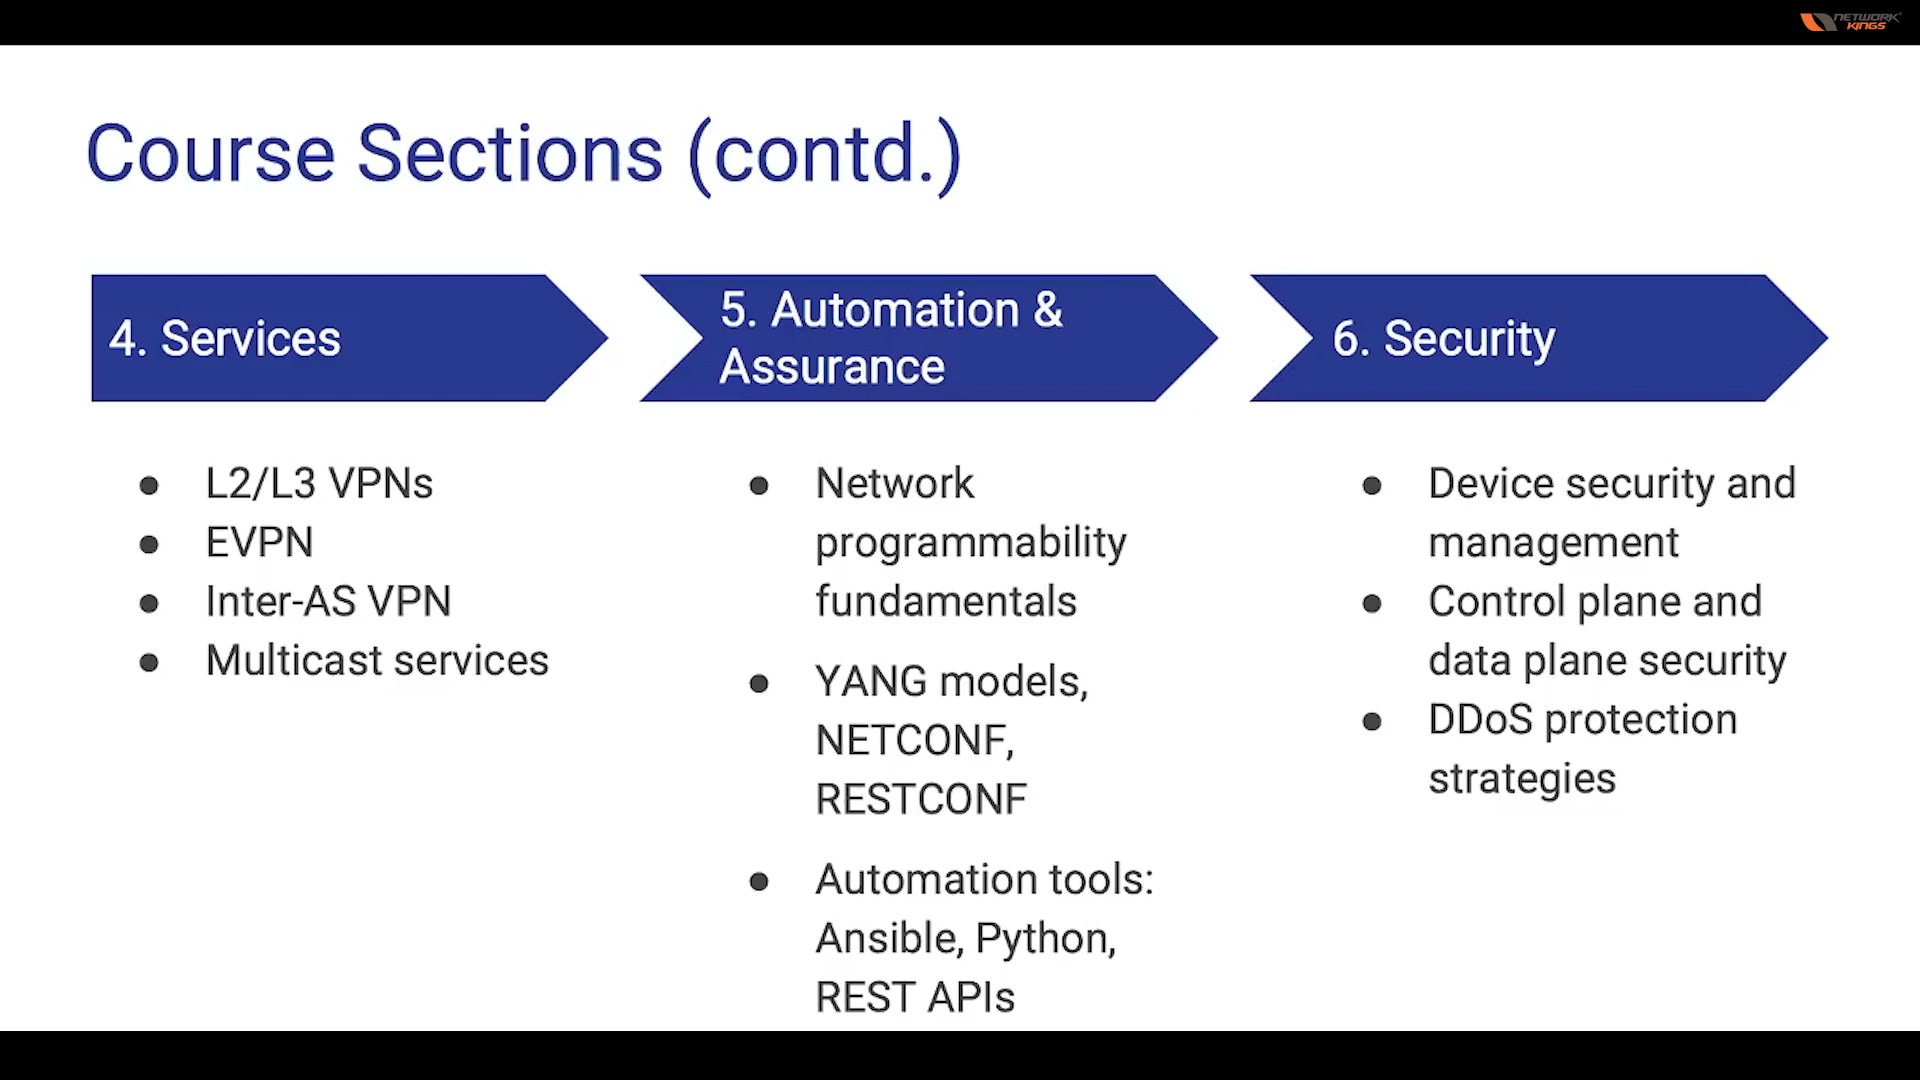 NETWORK
KINGS
Course Sections (contd.)
4. Services
● L2/L3 VPNs
● EVPN
● Inter-AS VPN
● Multicast services
5. Automation &
Assurance
● Network
programmability
fundamentals
● YANG models,
NETCONF,
RESTCONF
● Automation tools:
Ansible, Python,
REST APIs
6. Security
● Device security and
management
● Control plane and
data plane security
● DDoS protection
strategies